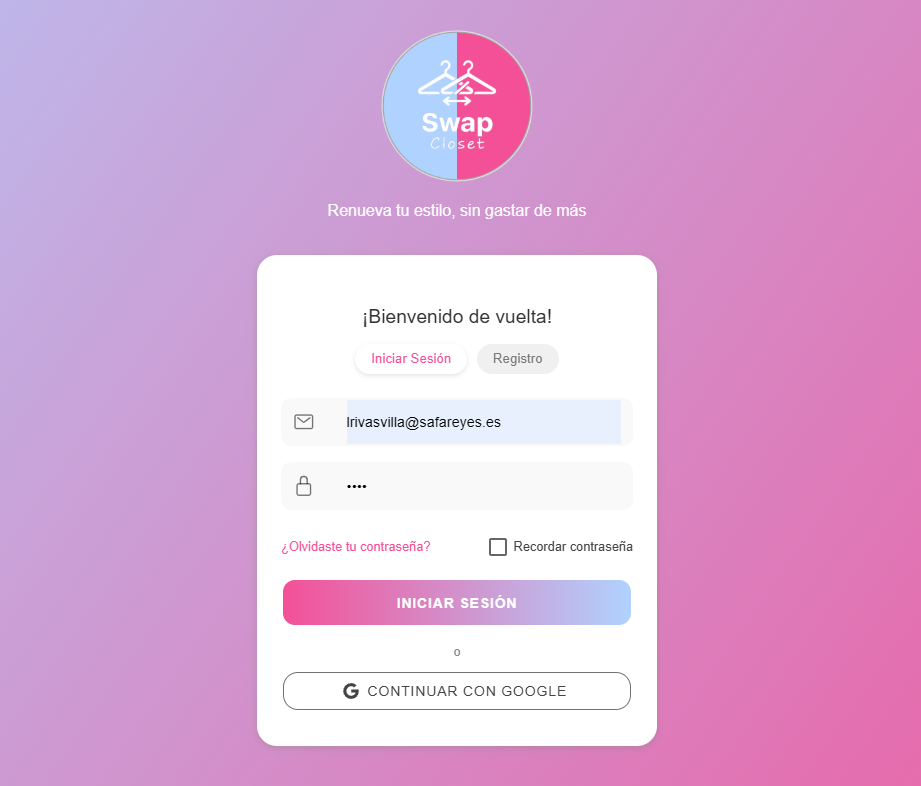 Swap
Closet
Renueva tu estilo, sin gastar de más
¡Bienvenido de vuelta!
Iniciar Sesión Registro
lrivasvilla@safareyes.es
••••
¿Olvidaste tu contraseña? Recordar contraseña
INICIAR SESIÓN
o
CONTINUAR CON GOOGLE